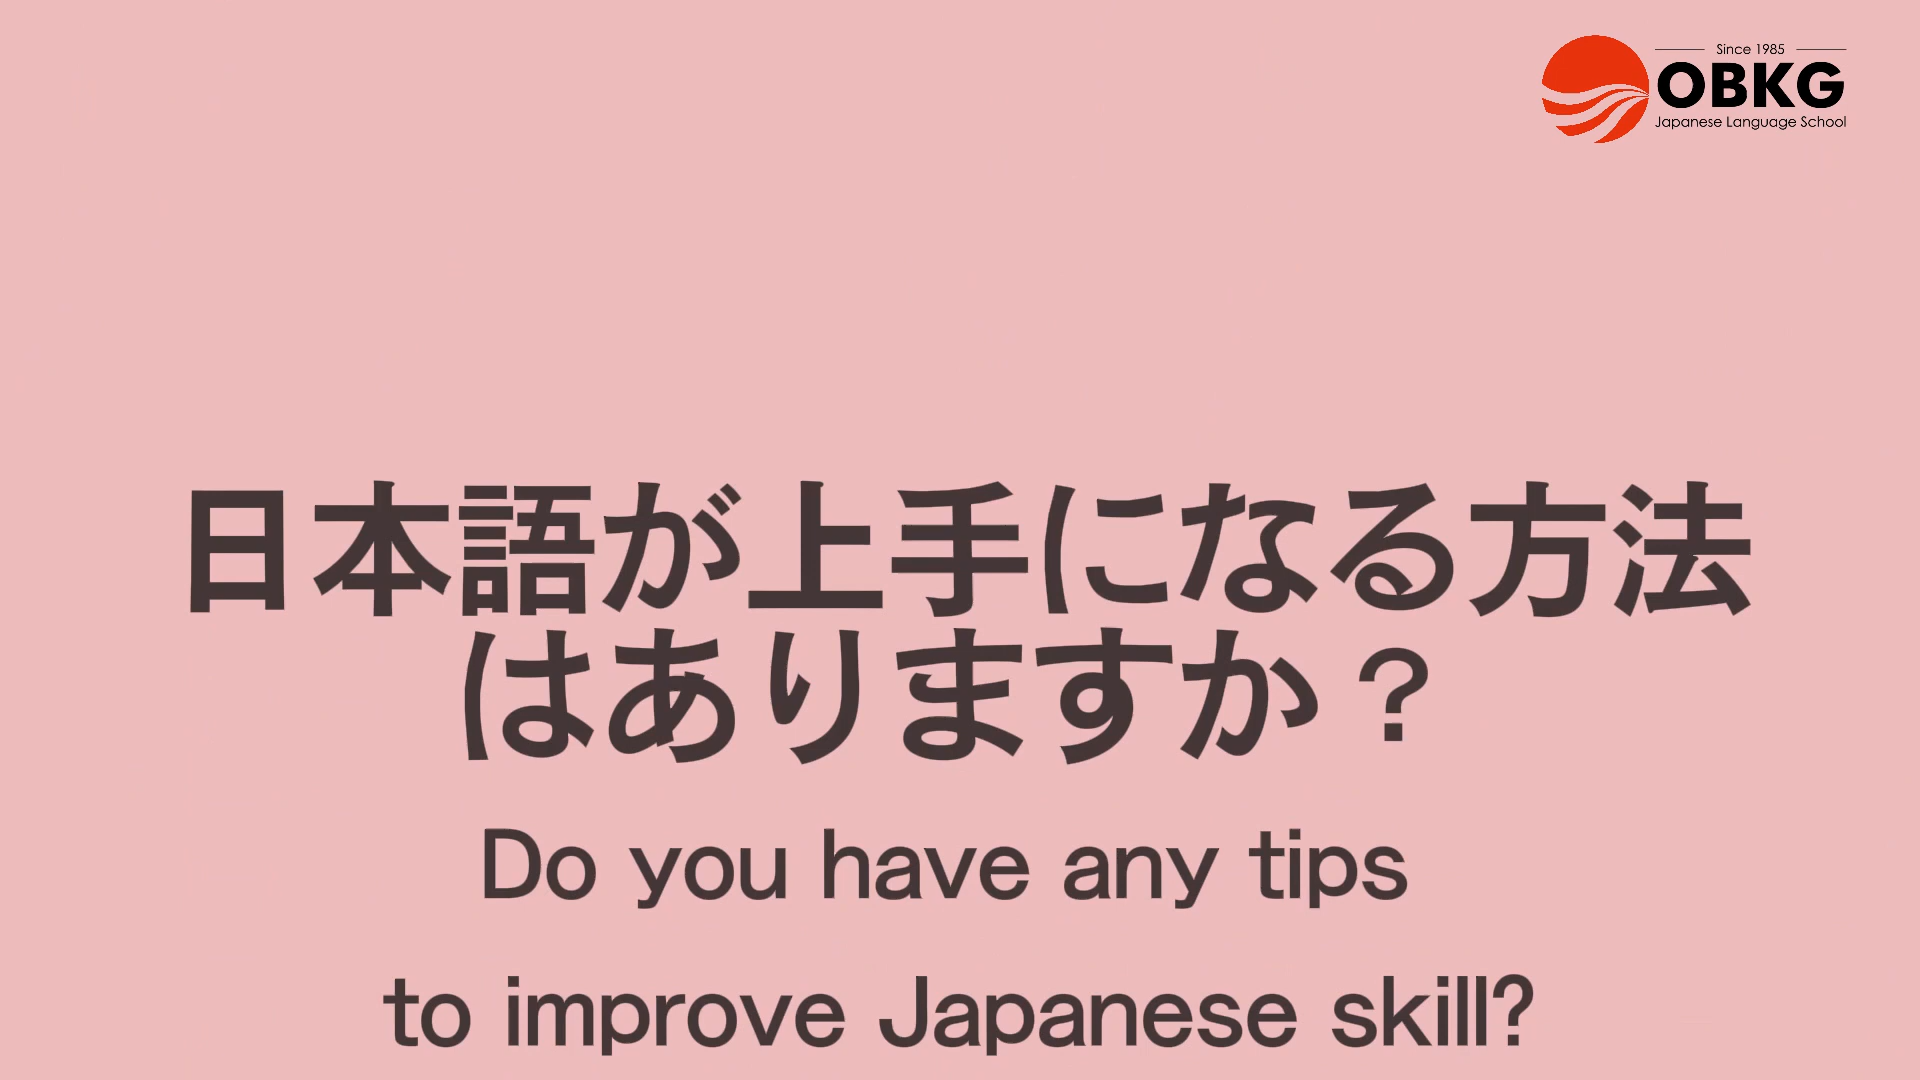 Since 1985
OBKG
Japanese Language School
日本語が上手になる方法
はありますか？
Do you have any tips
to improve Japanese skill?